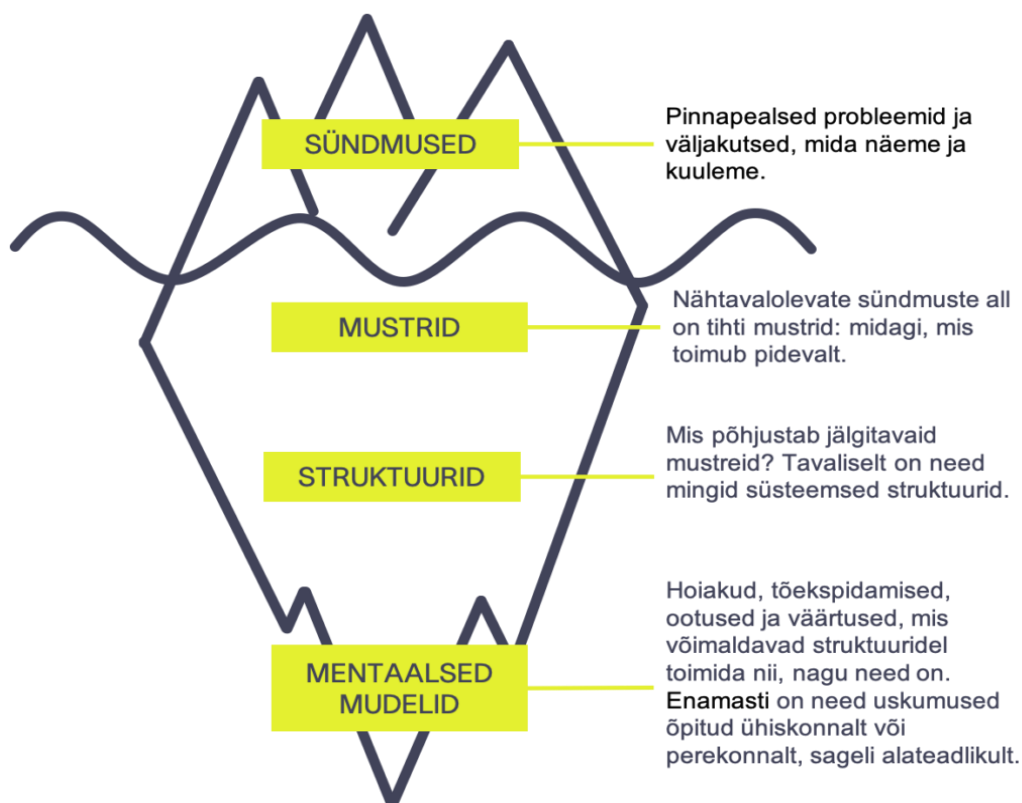 SÜNDMUSED
Pinnapealsed probleemid ja
väljakutsed, mida näeme ja
kuuleme.
MUSTRID
Nähtavalolevate sündmuste all
on tihti mustrid: midagi, mis
toimub pidevalt.
STRUKTUURID
Mis põhjustab jälgitavaid
mustreid? Tavaliselt on need
mingid süsteemsed struktuurid.
MENTAALSED
MUDELID
Hoiakud, tõekspidamised,
ootused ja väärtused, mis
võimaldavad struktuuridel
toimida nii, nagu need on.
Enamasti on need uskumused
õpitud ühiskonnalt või
perekonnalt, sageli alateadlikult.